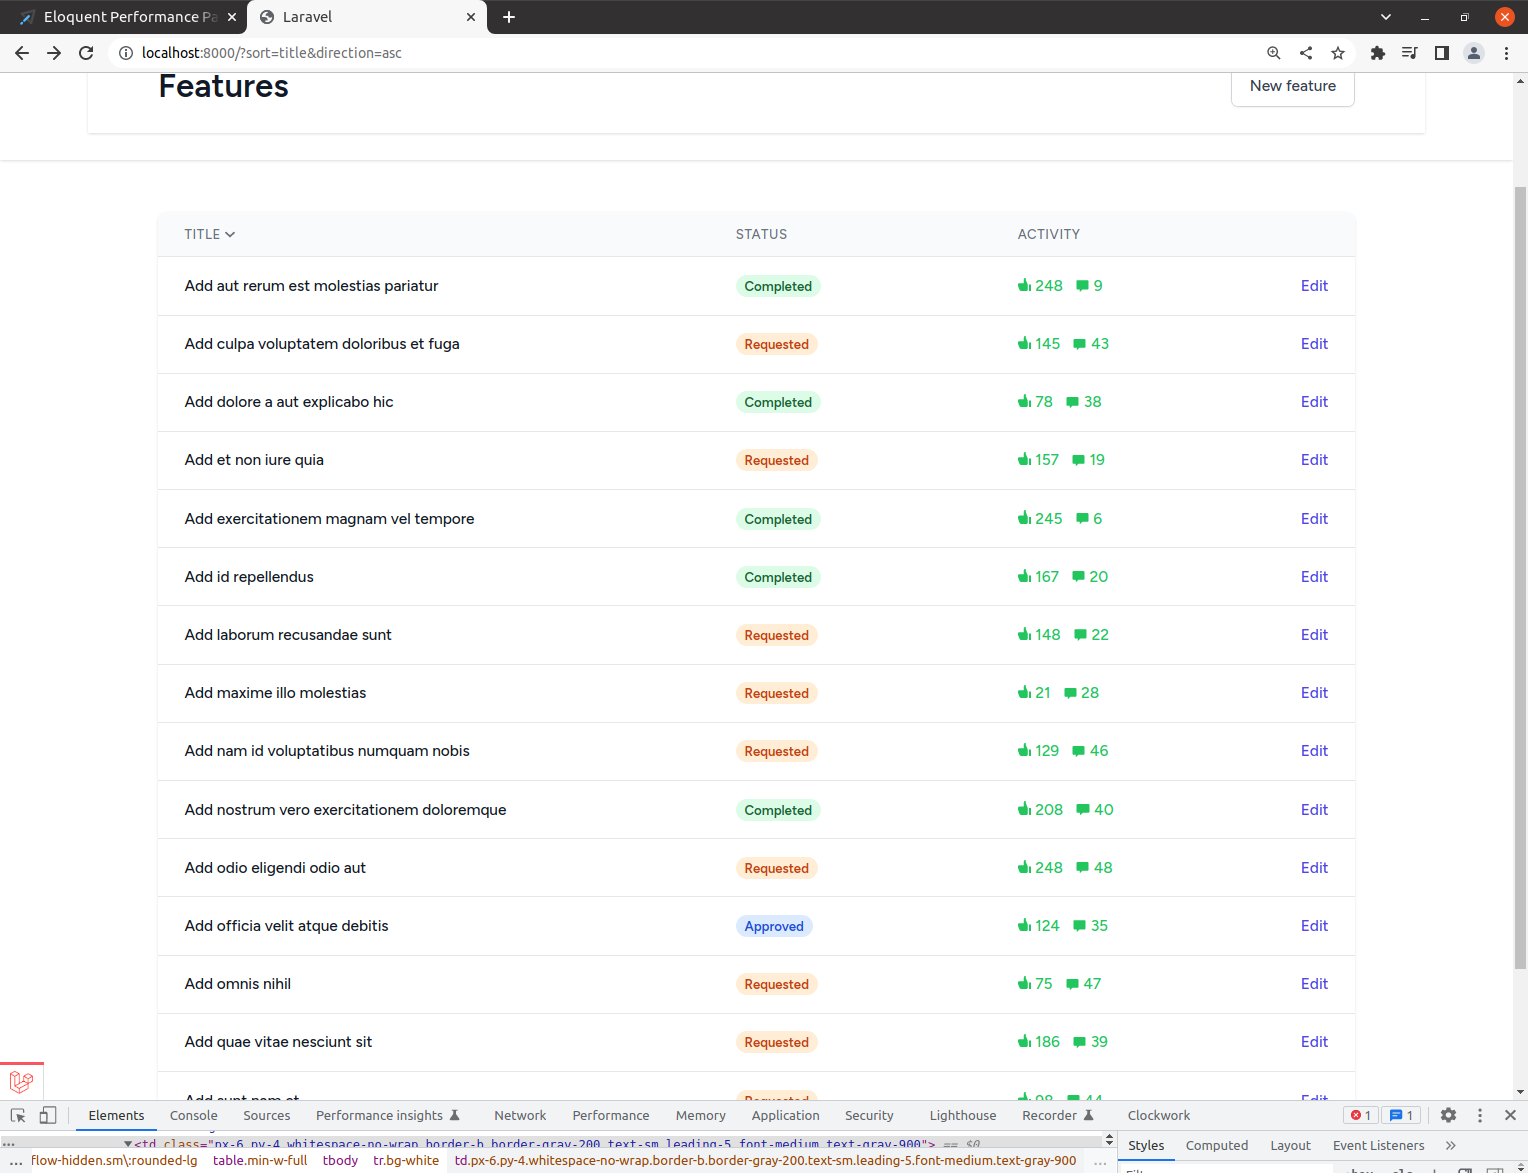 Eloquent Performance Pa
Laravel
localhost:8000/?sort=title&direction=asc
Features
New feature
TITLE STATUS ACTIVITY
Add aut rerum est molestias pariatur Completed 248 9 Edit
Add culpa voluptatem doloribus et fuga Requested 145 43 Edit
Add dolore a aut explicabo hic Completed 78 38 Edit
Add et non iure quia Requested 157 19 Edit
Add exercitationem magnam vel tempore Completed 245 6 Edit
Add id repellendus Completed 167 20 Edit
Add laborum recusandae sunt Requested 148 22 Edit
Add maxime illo molestias Requested 21 28 Edit
Add nam id voluptatibus numquam nobis Requested 129 46 Edit
Add nostrum vero exercitationem doloremque Completed 208 40 Edit
Add odio eligendi odio aut Requested 248 48 Edit
Add officia velit atque debitis Approved 124 35 Edit
Add omnis nihil Requested 75 47 Edit
Add quae vitae nesciunt sit Requested 186 39 Edit
Requested 44 Edit
Elements Console Sources Performance insights Network Performance Memory Application Security Lighthouse Recorder Clockwork 1 1
... <td class="px-6 py-4 whitespace-no-wrap border-b border-gray-200 text-sm leading-5 font-medium text-gray-900"> == $0
Styles Computed Layout Event Listeners »
... flow-hidden.sm\:rounded-lg table.min-w-full tbody tr.bg-white td.px-6.py-4.whitespace-no-wrap.border-b.border-gray-200.text-sm.leading-5.font-medium.text-gray-900 ...